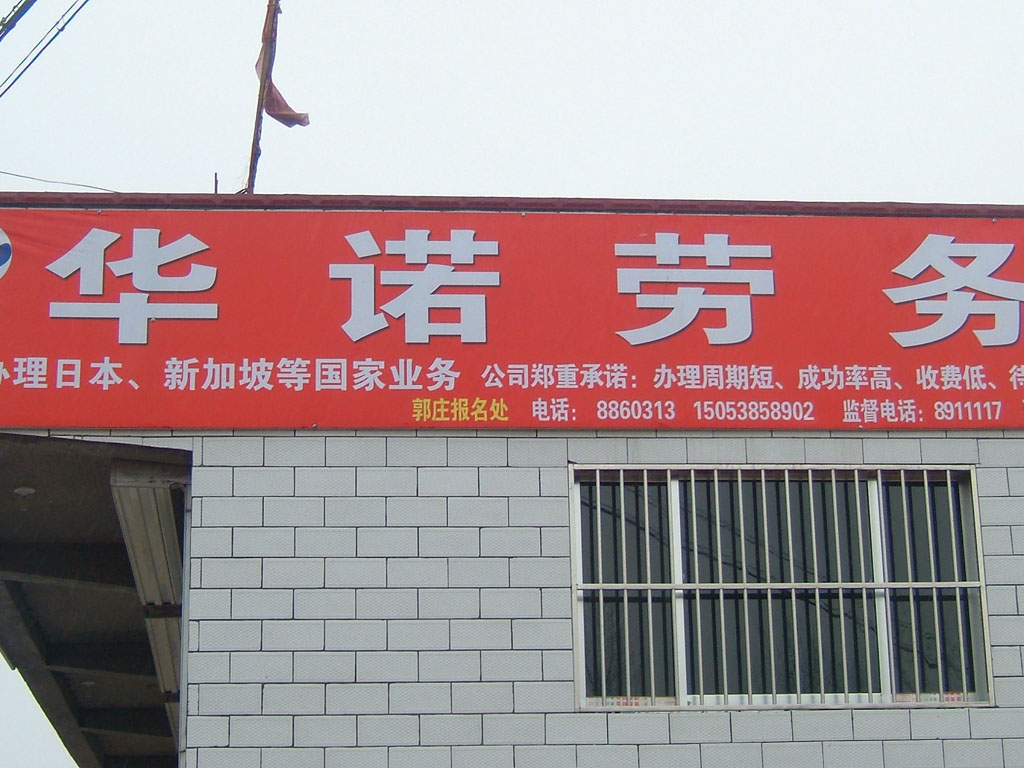 华诺劳务
办理日本、新加坡等国家业务 公司郑重承诺：办理周期短、成功率高、收费低、待
郭庄报名处 电话： 8860313 15053858902 监督电话：8911117